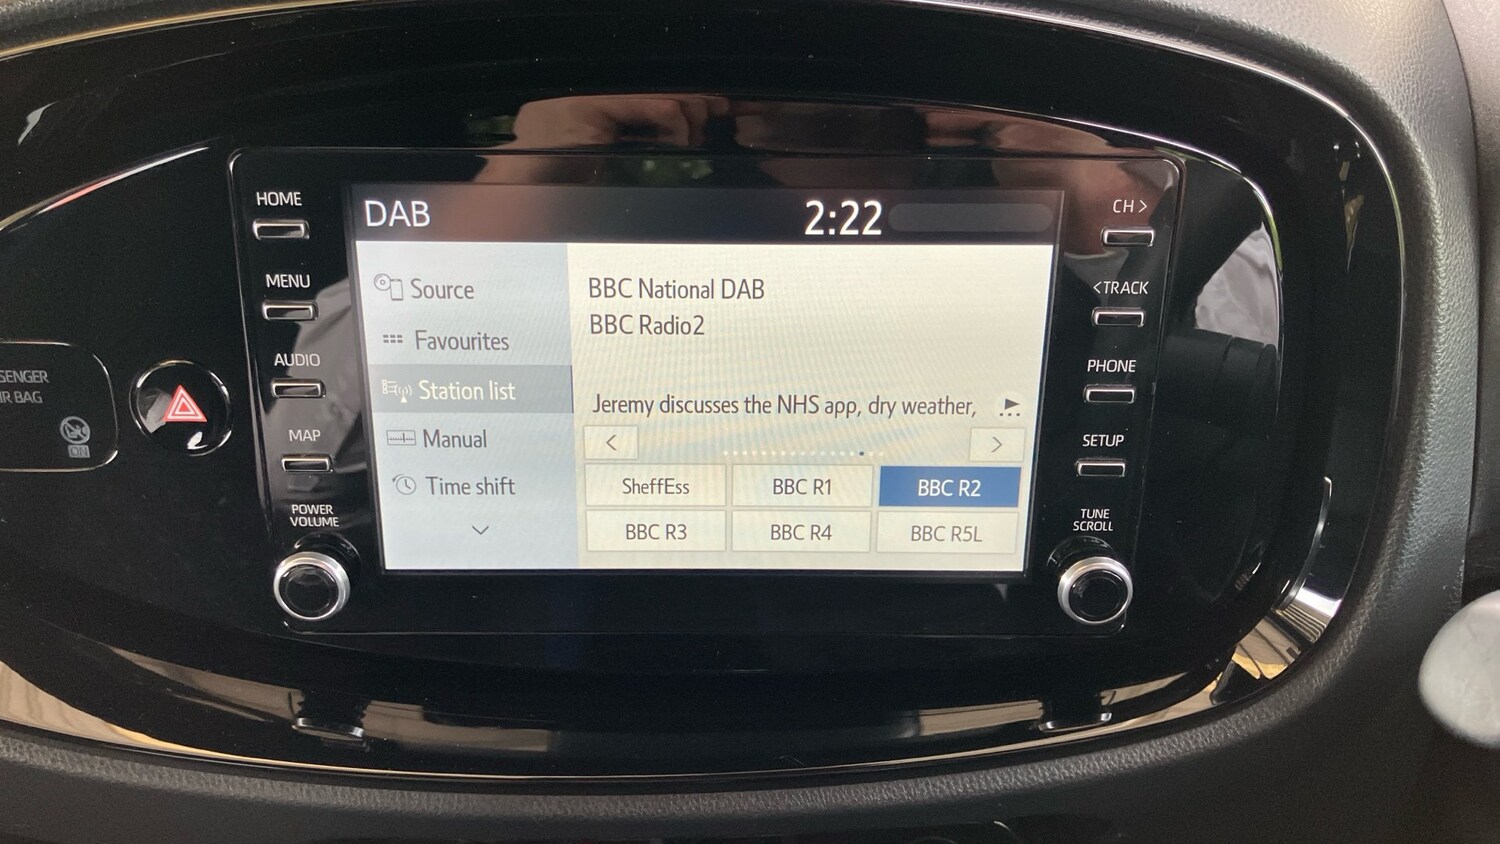 HOME
MENU
AUDIO
MAP
POWER
VOLUME
DAB
2:22
Source
Favourites
Station list
Manual
Time shift
BBC National DAB
BBC Radio2
Jeremy discusses the NHS app, dry weather,
<
>
SheffEss
BBC R1
BBC R2
BBC R3
BBC R4
BBC R5L
CH >
<TRACK
PHONE
SETUP
TUNE
SCROLL
BAG
ON